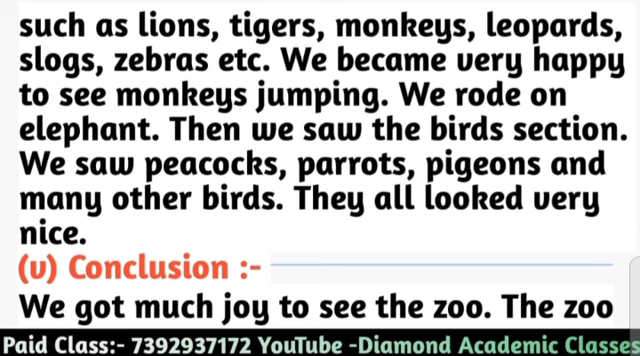 such as lions, tigers, monkeys, leopards,
slogs, zebras etc. We became very happy
to see monkeys jumping. We rode on
elephant. Then we saw the birds section.
We saw peacocks, parrots, pigeons and
many other birds. They all looked very
nice.
(v) Conclusion :-
We got much joy to see the zoo. The zoo
Paid Class:- 7392937172 YouTube -Diamond Academic Classes